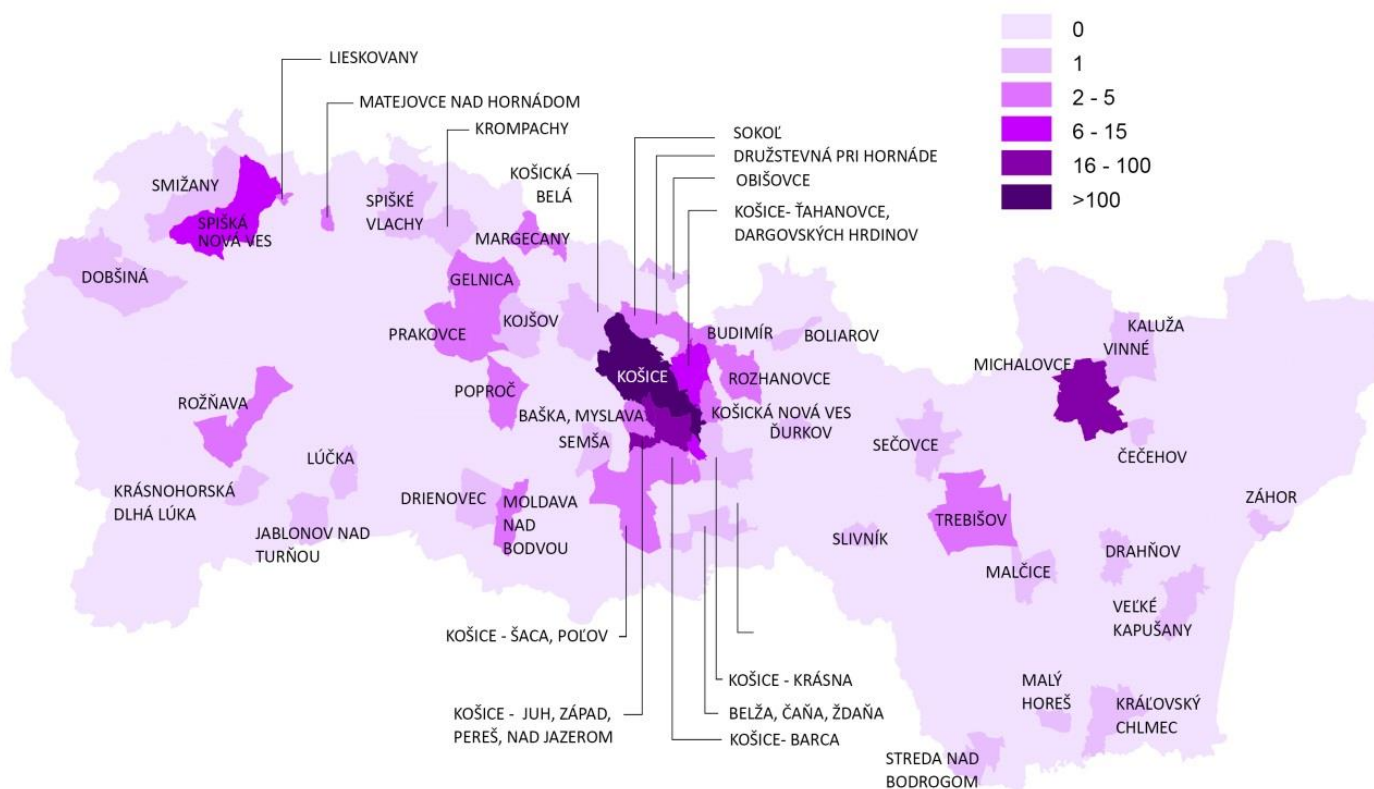 0
1
2 - 5
6 - 15
16 - 100
>100
LIESKOVANY
MATEJOVCE NAD HORNÁDOM
KROMPACHY
SOKOĽ
DRUŽSTEVNÁ PRI HORNÁDE
OBIŠOVCE
KOŠICKÁ
BELÁ
KOŠICE- ŤAHANOVCE,
DARGOVSKÝCH HRDINOV
SMIŽANY
SPIŠKÉ
VLACHY
SPIŠKÁ
NOVÁ VES
MARGECANY
DOBŠINÁ
GELNICA
PRAKOVCE
KOJŠOV
BUDIMÍR
BOLIAROV
KALUŽA
VINNÉ
MICHALOVCE
KOŠICE
ROZHANOVCE
POPROČ
ROŽŇAVA
BAŠKA, MYSLAVA
KOŠICKÁ NOVÁ VES
ĎURKOV
SEMŠA
SEČOVCE
ČEČEHOV
LÚČKA
KRÁSNOHORSKÁ
DLHÁ LÚKA
DRIENOVEC
MOLDAVA
NAD
BODVOU
ZÁHOR
JABLONOV NAD
TURŇOU
TREBIŠOV
SLIVNÍK
DRAHŇOV
MALČICE
VEĽKÉ
KAPUŠANY
KOŠICE - ŠACA, POĽOV
KOŠICE - KRÁSNA
MALÝ
HOREŠ
KRÁĽOVSKÝ
CHLMEC
KOŠICE -  JUH, ZÁPAD,
PEREŠ, NAD JAZEROM
BELŽA, ČAŇA, ŽDAŇA
KOŠICE- BARCA
STREDA NAD
BODROGOM